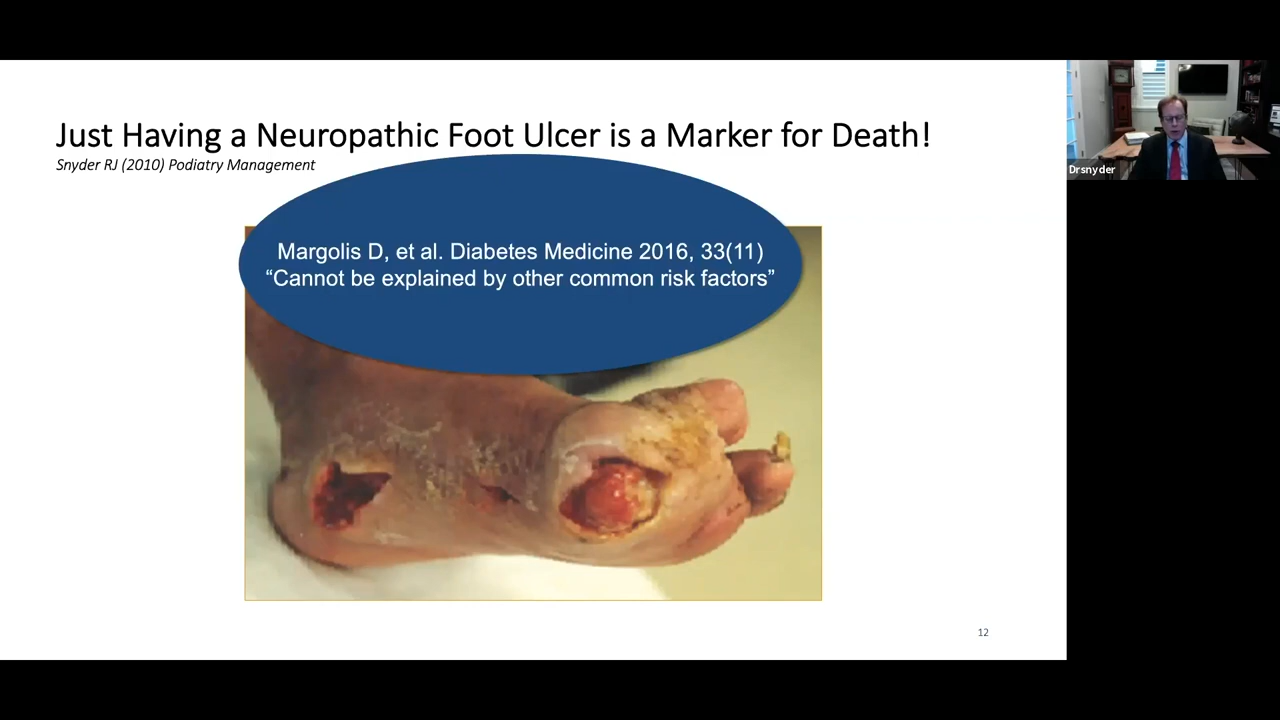 Just Having a Neuropathic Foot Ulcer is a Marker for Death!
Snyder RJ (2010) Podiatry Management
Margolis D, et al. Diabetes Medicine 2016, 33(11)
“Cannot be explained by other common risk factors”
12
Drsnyder